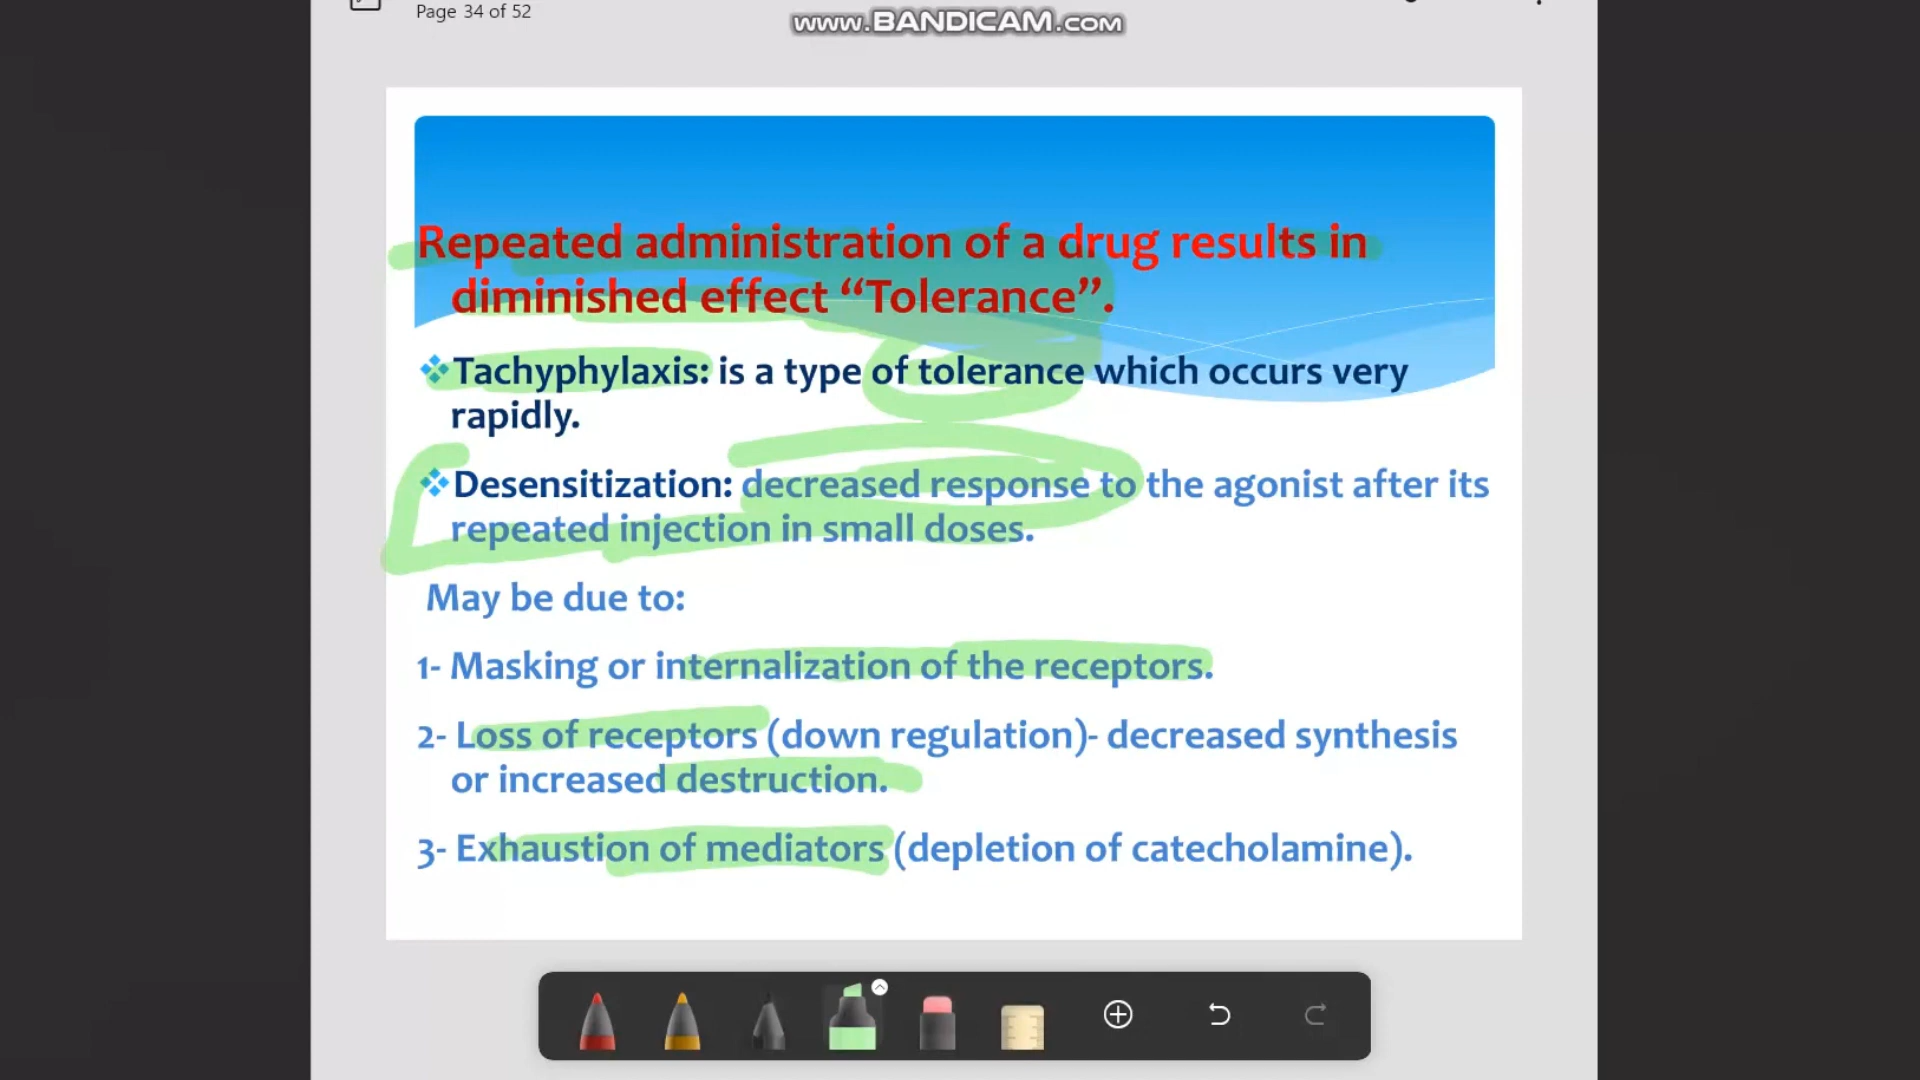 Page 34 of 52
www.BANDICAM.com
Repeated administration of a drug results in
diminished effect “Tolerance”.
Tachyphylaxis: is a type of tolerance which occurs very
rapidly.
Desensitization: decreased response to the agonist after its
repeated injection in small doses.
May be due to:
1- Masking or internalization of the receptors.
2- Loss of receptors (down regulation)- decreased synthesis
or increased destruction.
3- Exhaustion of mediators (depletion of catecholamine).